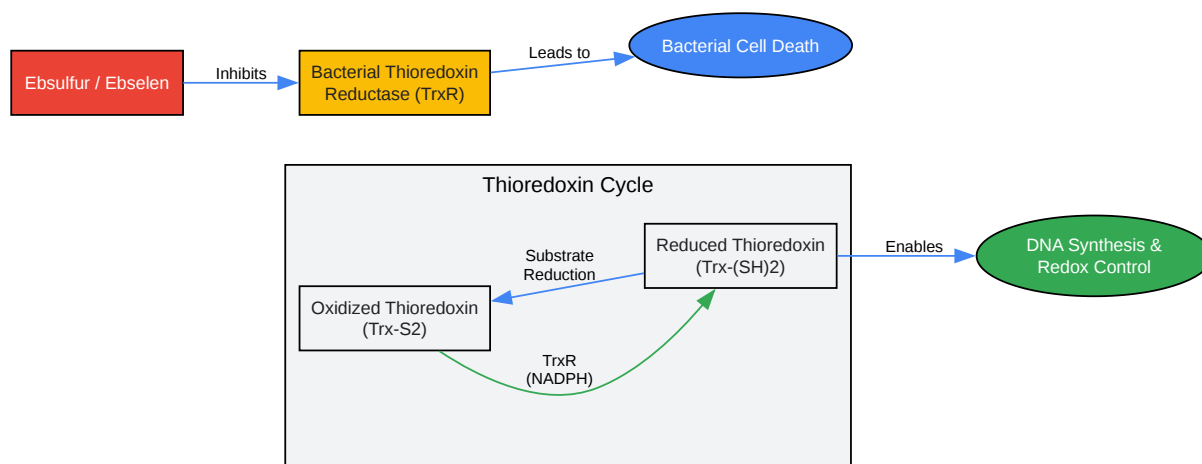 Ebsulfur / Ebselen
Inhibits
Bacterial Thioredoxin
Reductase (TrxR)
Leads to
Bacterial Cell Death
Thioredoxin Cycle
Substrate
Reduction
Reduced Thioredoxin
(Trx-(SH)2)
Enables
DNA Synthesis &
Redox Control
Oxidized Thioredoxin
(Trx-S2)
TrxR
(NADPH)